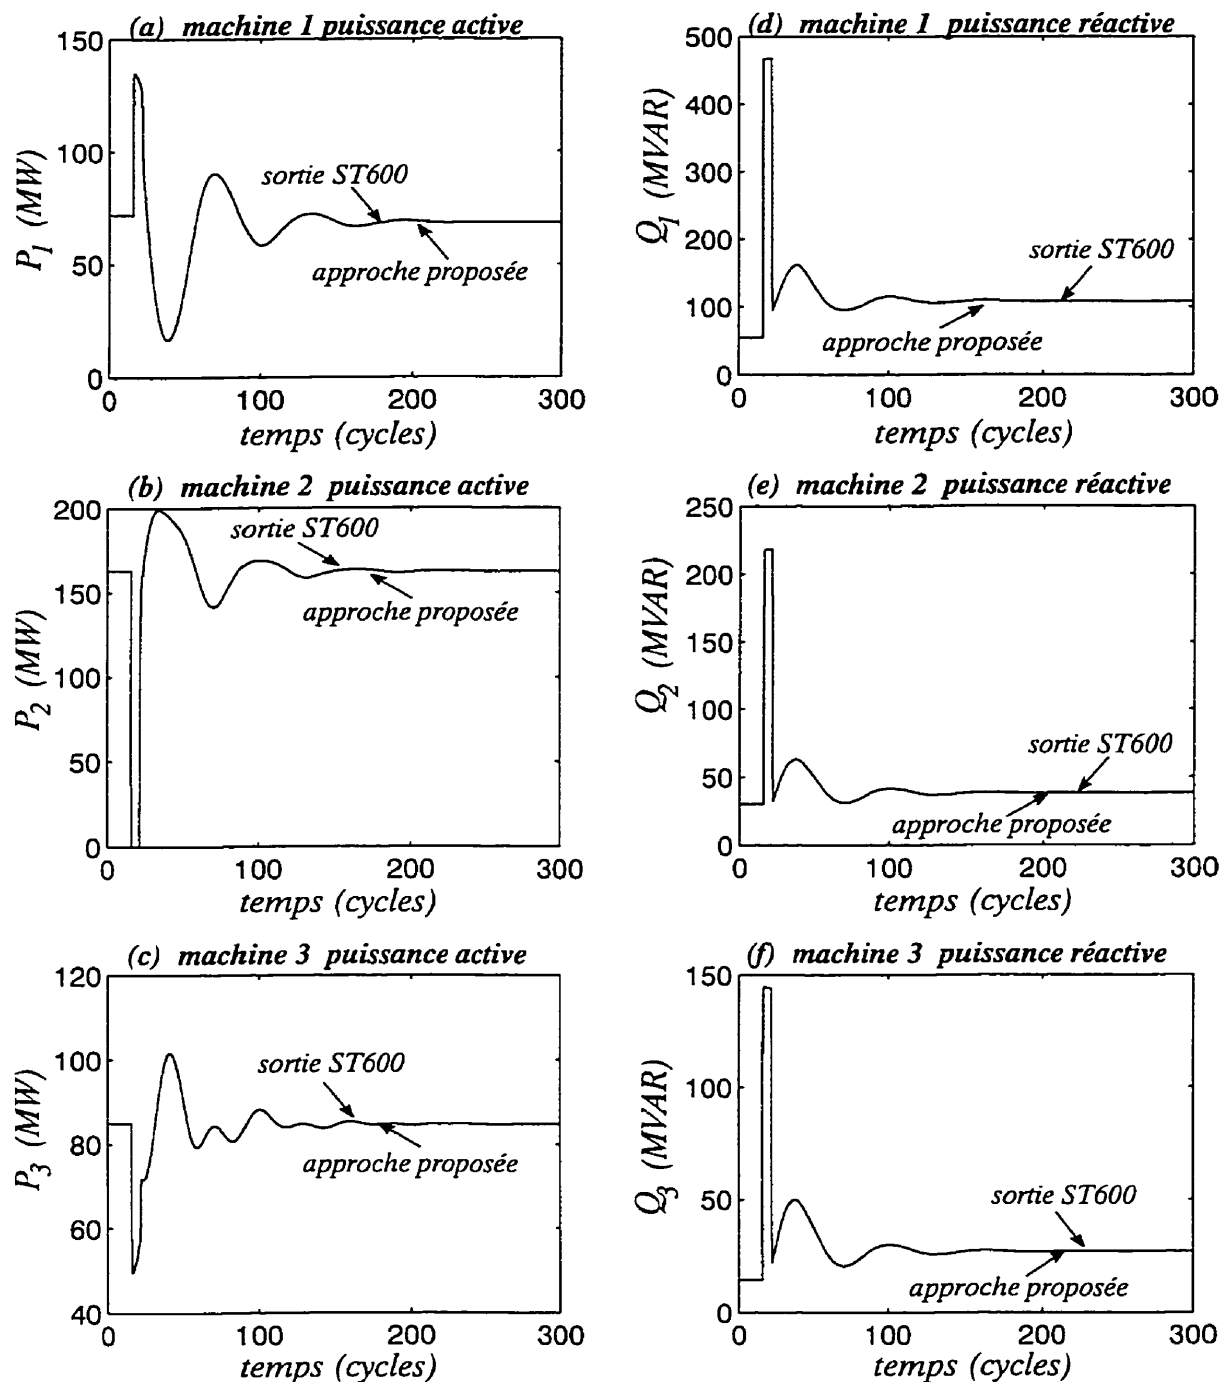 (a) machine 1 puissance active
150
100
50
0
P1 (MW)
sortie ST600
approche proposée
0 100 200 300
temps (cycles)
(d) machine 1 puissance réactive
500
400
300
200
100
0
Q1 (MVAR)
sortie ST600
approche proposée
0 100 200 300
temps (cycles)
(b) machine 2 puissance active
200
150
100
50
0
P2 (MW)
sortie ST600
approche proposée
0 100 200 300
temps (cycles)
(e) machine 2 puissance réactive
250
200
150
100
50
0
Q2 (MVAR)
sortie ST600
approche proposée
0 100 200 300
temps (cycles)
(c) machine 3 puissance active
120
100
80
60
40
P3 (MW)
sortie ST600
approche proposée
0 100 200 300
temps (cycles)
(f) machine 3 puissance réactive
150
100
50
0
Q3 (MVAR)
sortie ST600
approche proposée
0 100 200 300
temps (cycles)